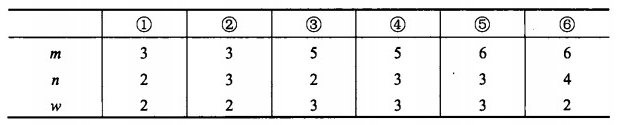 ① ② ③ ④ ⑤ ⑥
m 3 3 5 5 6 6
n 2 3 2 3 3 4
w 2 2 3 3 3 2